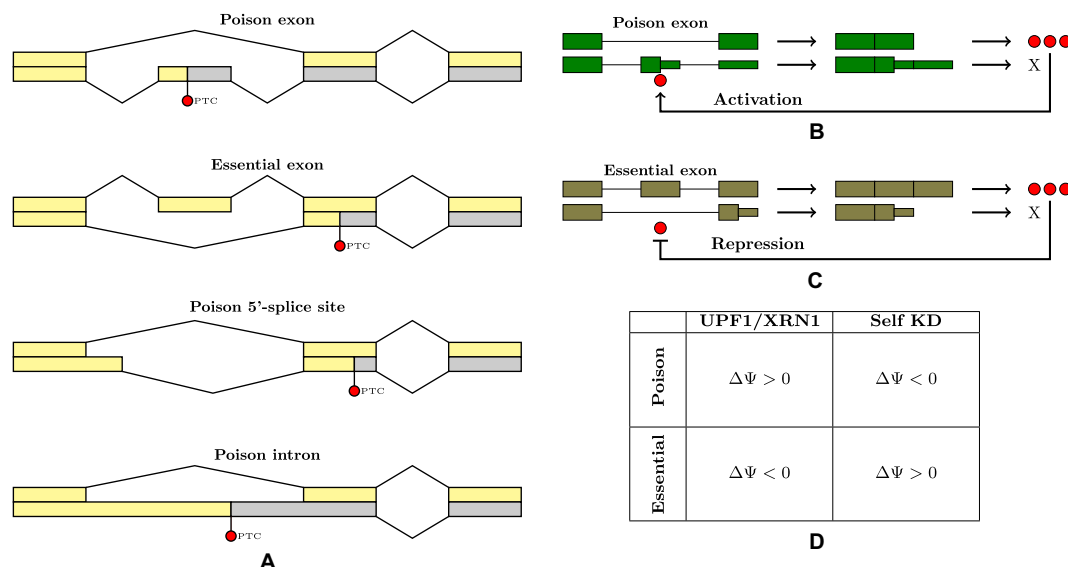 Poison exon
PTC
Essential exon
PTC
Poison 5'-splice site
PTC
Poison intron
PTC
A
Poison exon
X
Activation
B
Essential exon
X
Repression
C
UPF1/XRN1 Self KD
Poison ΔΨ > 0 ΔΨ < 0
Essential ΔΨ < 0 ΔΨ > 0
D